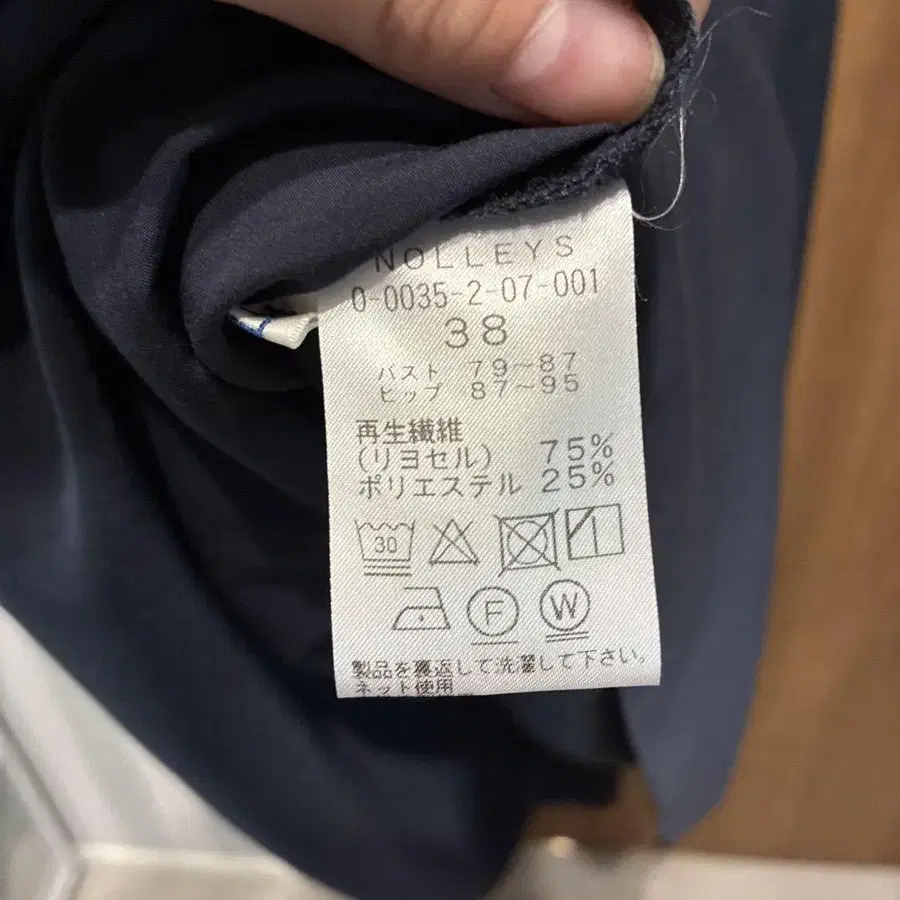 NOLLEYS
0-0035-2-07-001
38
バスト 79~87
ヒップ 87~95
再生繊維
(リヨセル) 75%
ポリエステル 25%
30
F W
製品を裏返して洗濯して下さい。
ネット使用